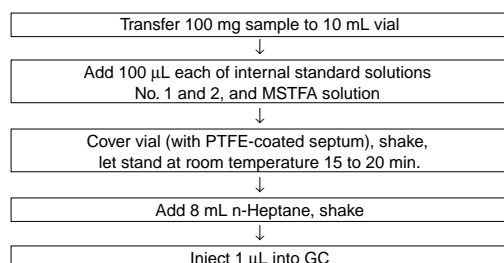 Transfer 100 mg sample to 10 mL vial
↓
Add 100 µL each of internal standard solutions
No. 1 and 2, and MSTFA solution
↓
Cover vial (with PTFE-coated septum), shake,
let stand at room temperature 15 to 20 min.
↓
Add 8 mL n-Heptane, shake
↓
Inject 1 µL into GC